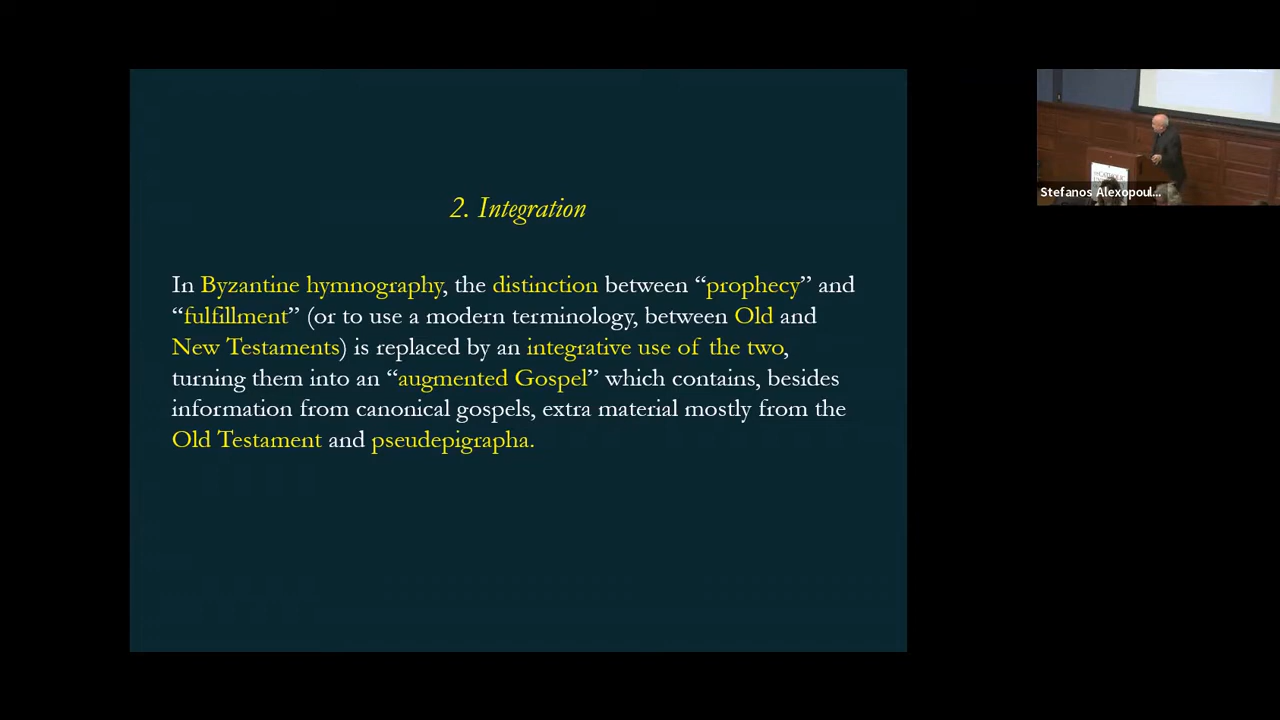 2. Integration
In Byzantine hymnography, the distinction between “prophecy” and
“fulfillment” (or to use a modern terminology, between Old and
New Testaments) is replaced by an integrative use of the two,
turning them into an “augmented Gospel” which contains, besides
information from canonical gospels, extra material mostly from the
Old Testament and pseudepigrapha.
Stefanos Alexopoul...